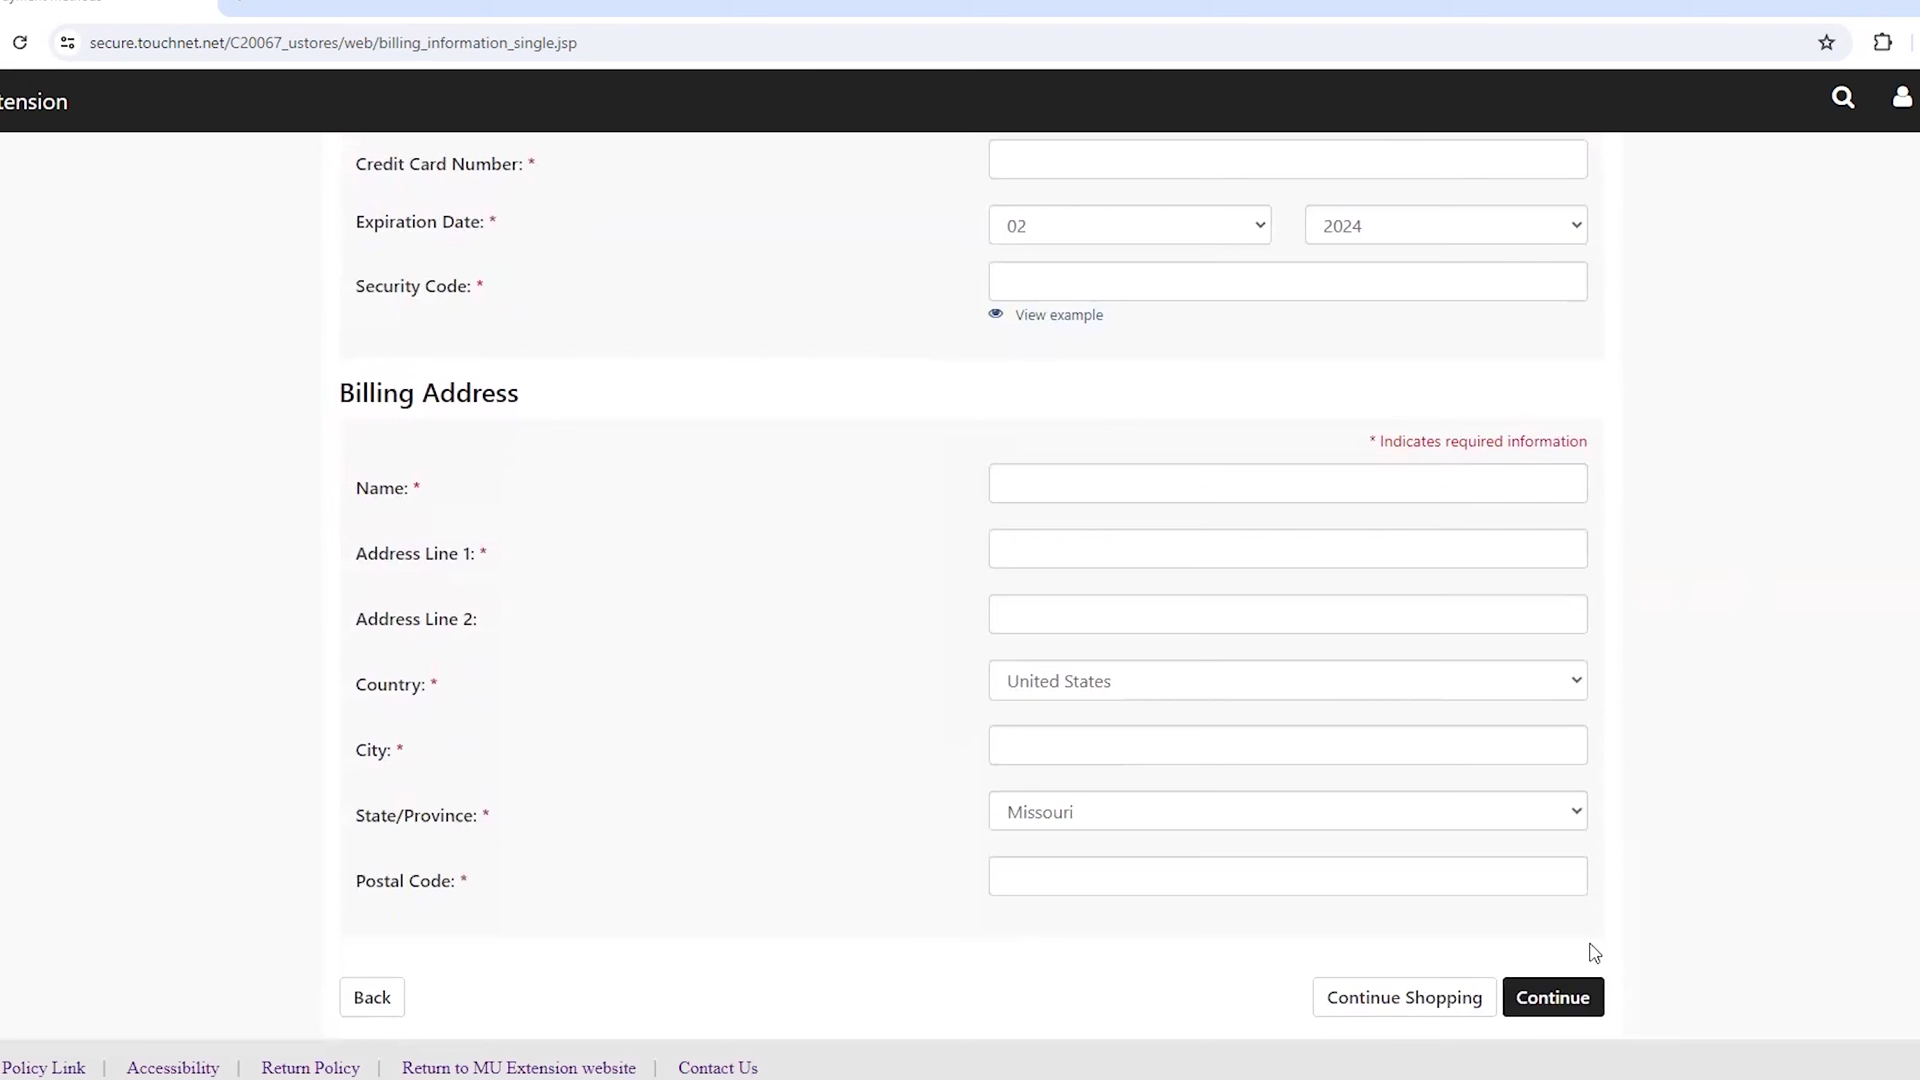 secure.touchnet.net/C20067_ustores/web/billing_information_single.jsp
tension
Credit Card Number: *
Expiration Date: * 02 2024
Security Code: *
View example
Billing Address
* Indicates required information
Name: *
Address Line 1: *
Address Line 2:
Country: * United States
City: *
State/Province: * Missouri
Postal Code: *
Back Continue Shopping Continue
Policy Link | Accessibility | Return Policy | Return to MU Extension website | Contact Us